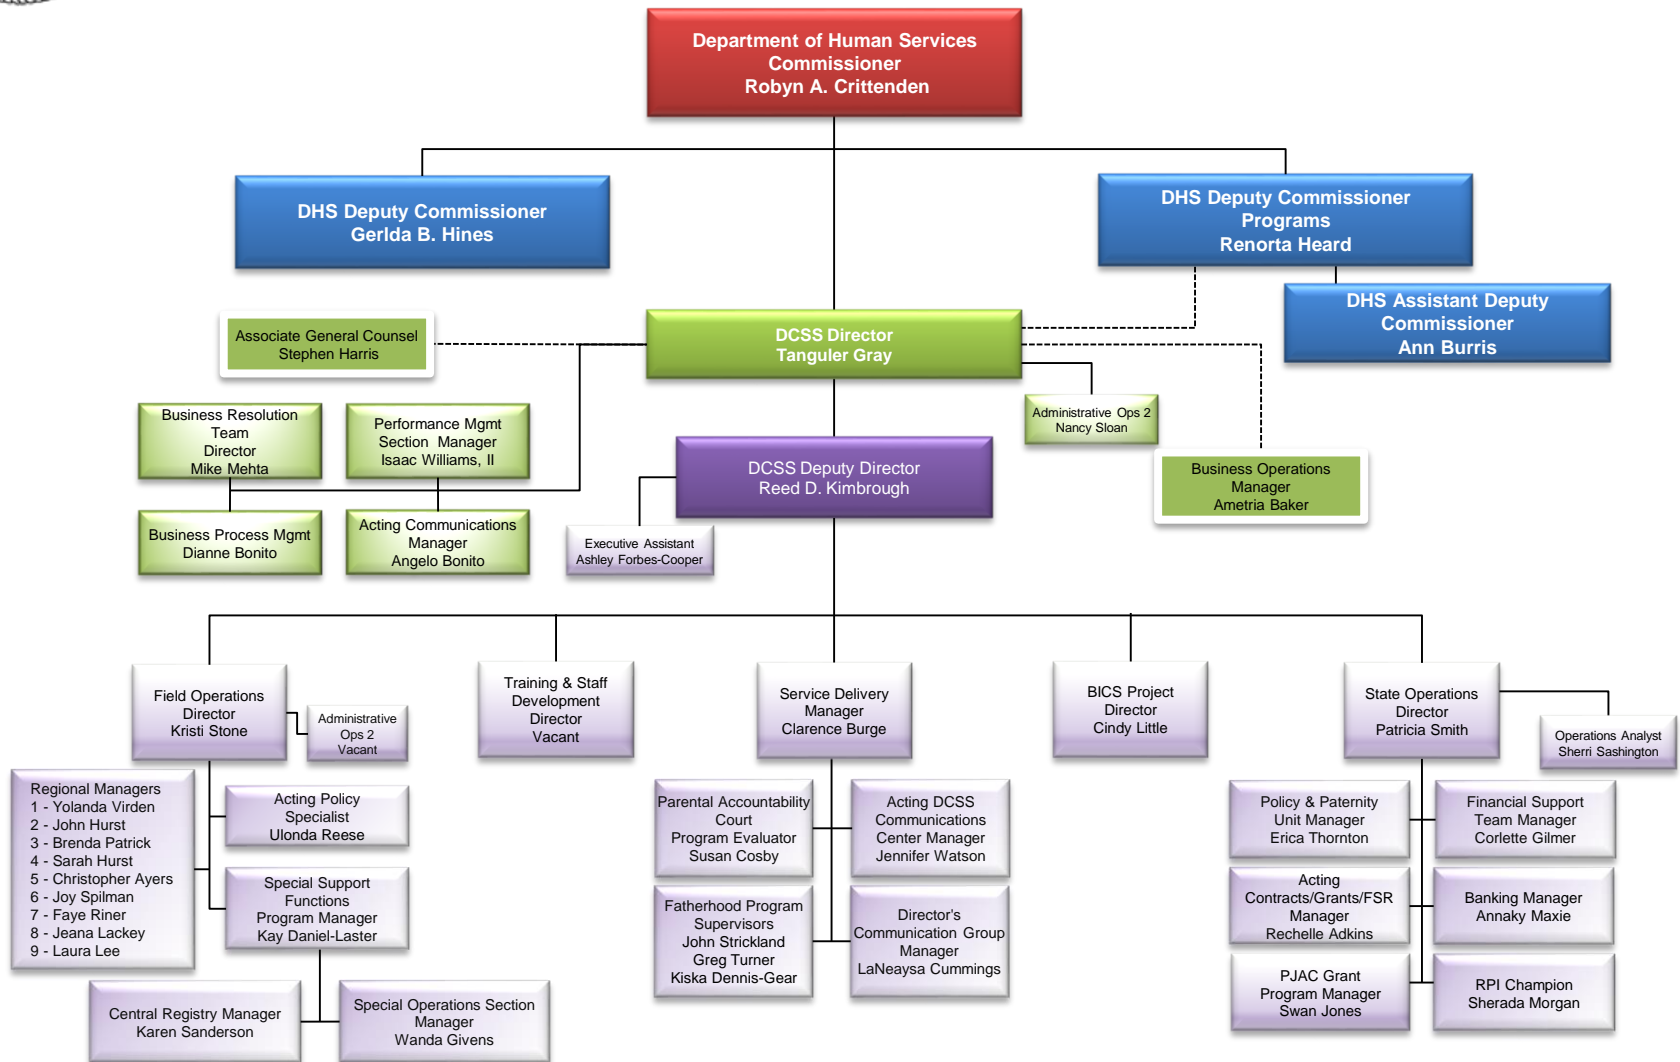 Department of Human Services
Commissioner
Robyn A. Crittenden
DHS Deputy Commissioner
Gerlda B. Hines
DHS Deputy Commissioner
Programs
Renorta Heard
DHS Assistant Deputy
Commissioner
Ann Burris
Associate General Counsel
Stephen Harris
DCSS Director
Tanguler Gray
Administrative Ops 2
Nancy Sloan
Business Resolution
Team
Director
Mike Mehta
Performance Mgmt
Section Manager
Isaac Williams, II
DCSS Deputy Director
Reed D. Kimbrough
Business Operations
Manager
Ametria Baker
Business Process Mgmt
Dianne Bonito
Acting Communications
Manager
Angelo Bonito
Executive Assistant
Ashley Forbes-Cooper
Field Operations
Director
Kristi Stone
Administrative
Ops 2
Vacant
Training & Staff
Development
Director
Vacant
Service Delivery
Manager
Clarence Burge
BICS Project
Director
Cindy Little
State Operations
Director
Patricia Smith
Operations Analyst
Sherri Sashington
Regional Managers
1 - Yolanda Virden
2 - John Hurst
3 - Brenda Patrick
4 - Sarah Hurst
5 - Christopher Ayers
6 - Joy Spilman
7 - Faye Riner
8 - Jeana Lackey
9 - Laura Lee
Acting Policy
Specialist
Ulonda Reese
Special Support
Functions
Program Manager
Kay Daniel-Laster
Central Registry Manager
Karen Sanderson
Special Operations Section
Manager
Wanda Givens
Parental Accountability
Court
Program Evaluator
Susan Cosby
Acting DCSS
Communications
Center Manager
Jennifer Watson
Fatherhood Program
Supervisors
John Strickland
Greg Turner
Kiska Dennis-Gear
Director's
Communication Group
Manager
LaNeaysa Cummings
Policy & Paternity
Unit Manager
Erica Thornton
Financial Support
Team Manager
Corlette Gilmer
Acting
Contracts/Grants/FSR
Manager
Rechelle Adkins
Banking Manager
Annaky Maxie
PJAC Grant
Program Manager
Swan Jones
RPI Champion
Sherada Morgan